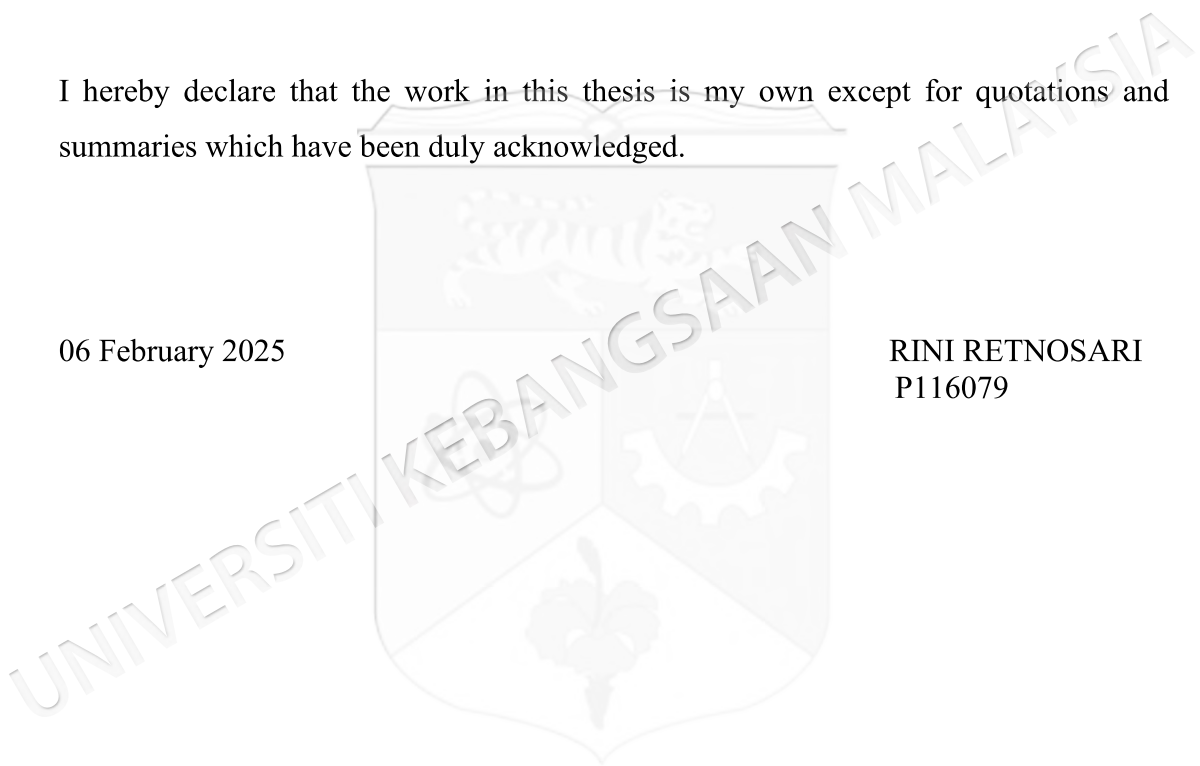 I hereby declare that the work in this thesis is my own except for quotations and
summaries which have been duly acknowledged.
06 February 2025
RINI RETNOSARI
P116079
UNIVERSITI KEBANGSAAN MALAYSIA